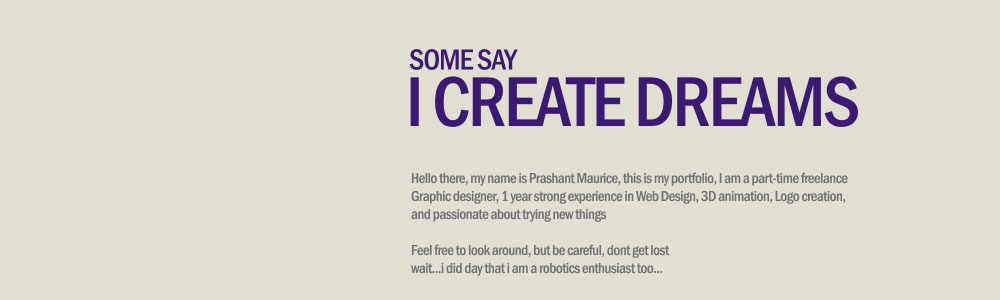 SOME SAY
I CREATE DREAMS
Hello there, my name is Prashant Maurice, this is my portfolio, I am a part-time freelance
Graphic designer, 1 year strong experience in Web Design, 3D animation, Logo creation,
and passionate about trying new things
Feel free to look around, but be careful, dont get lost
wait...i did day that i am a robotics enthusiast too...